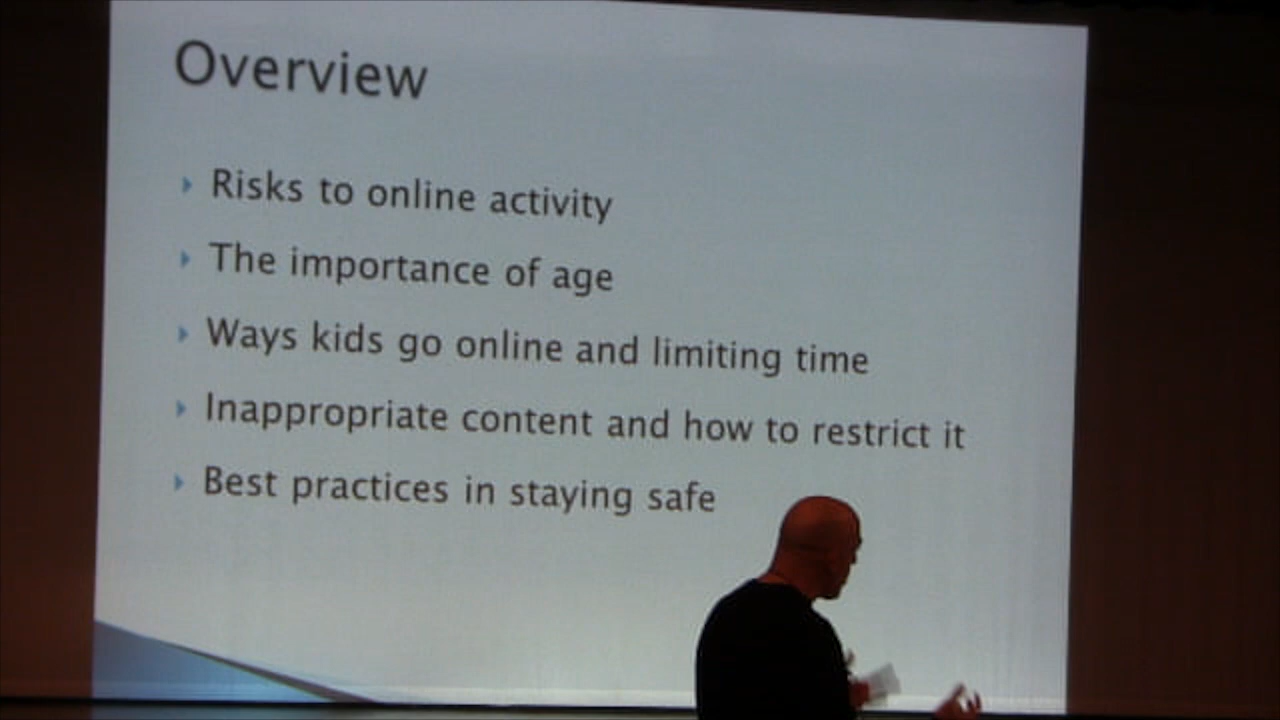 Overview
Risks to online activity
The importance of age
Ways kids go online and limiting time
Inappropriate content and how to restrict it
Best practices in staying safe